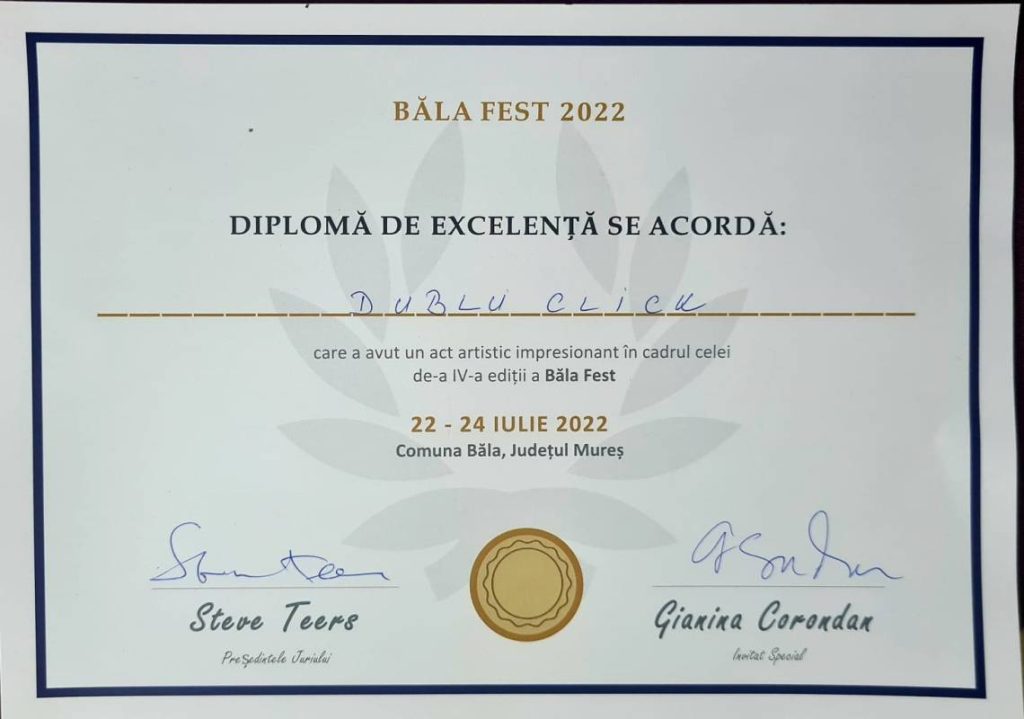 BĂLA FEST 2022
DIPLOMĂ DE EXCELENȚĂ SE ACORDĂ:
DUBLU CLICK
care a avut un act artistic impresionant în cadrul celei
de-a IV-a ediții a Băla Fest
22 - 24 IULIE 2022
Comuna Băla, Județul Mureș
Steve Teers
Gianina Corondan
Președintele Juriului
Invitat Special